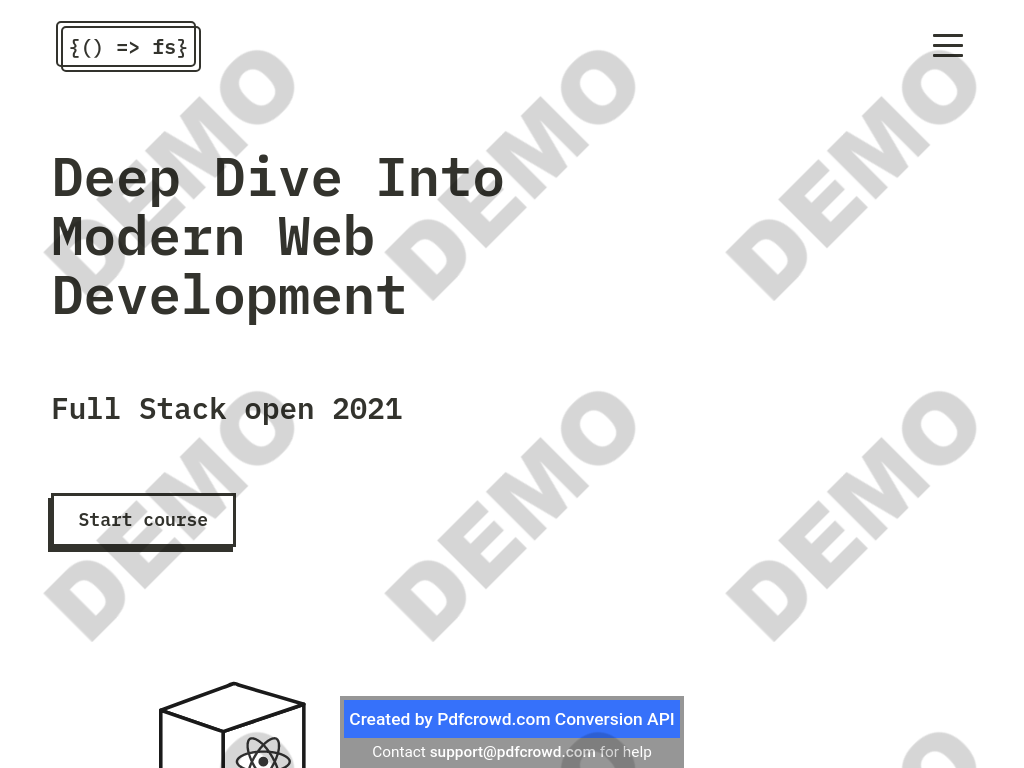 {() => fs}
Deep Dive Into
Modern Web
Development
Full Stack open 2021
Start course
DEMO
DEMO
DEMO
DEMO
DEMO
DEMO
Created by Pdfcrowd.com Conversion API
Contact support@pdfcrowd.com for help